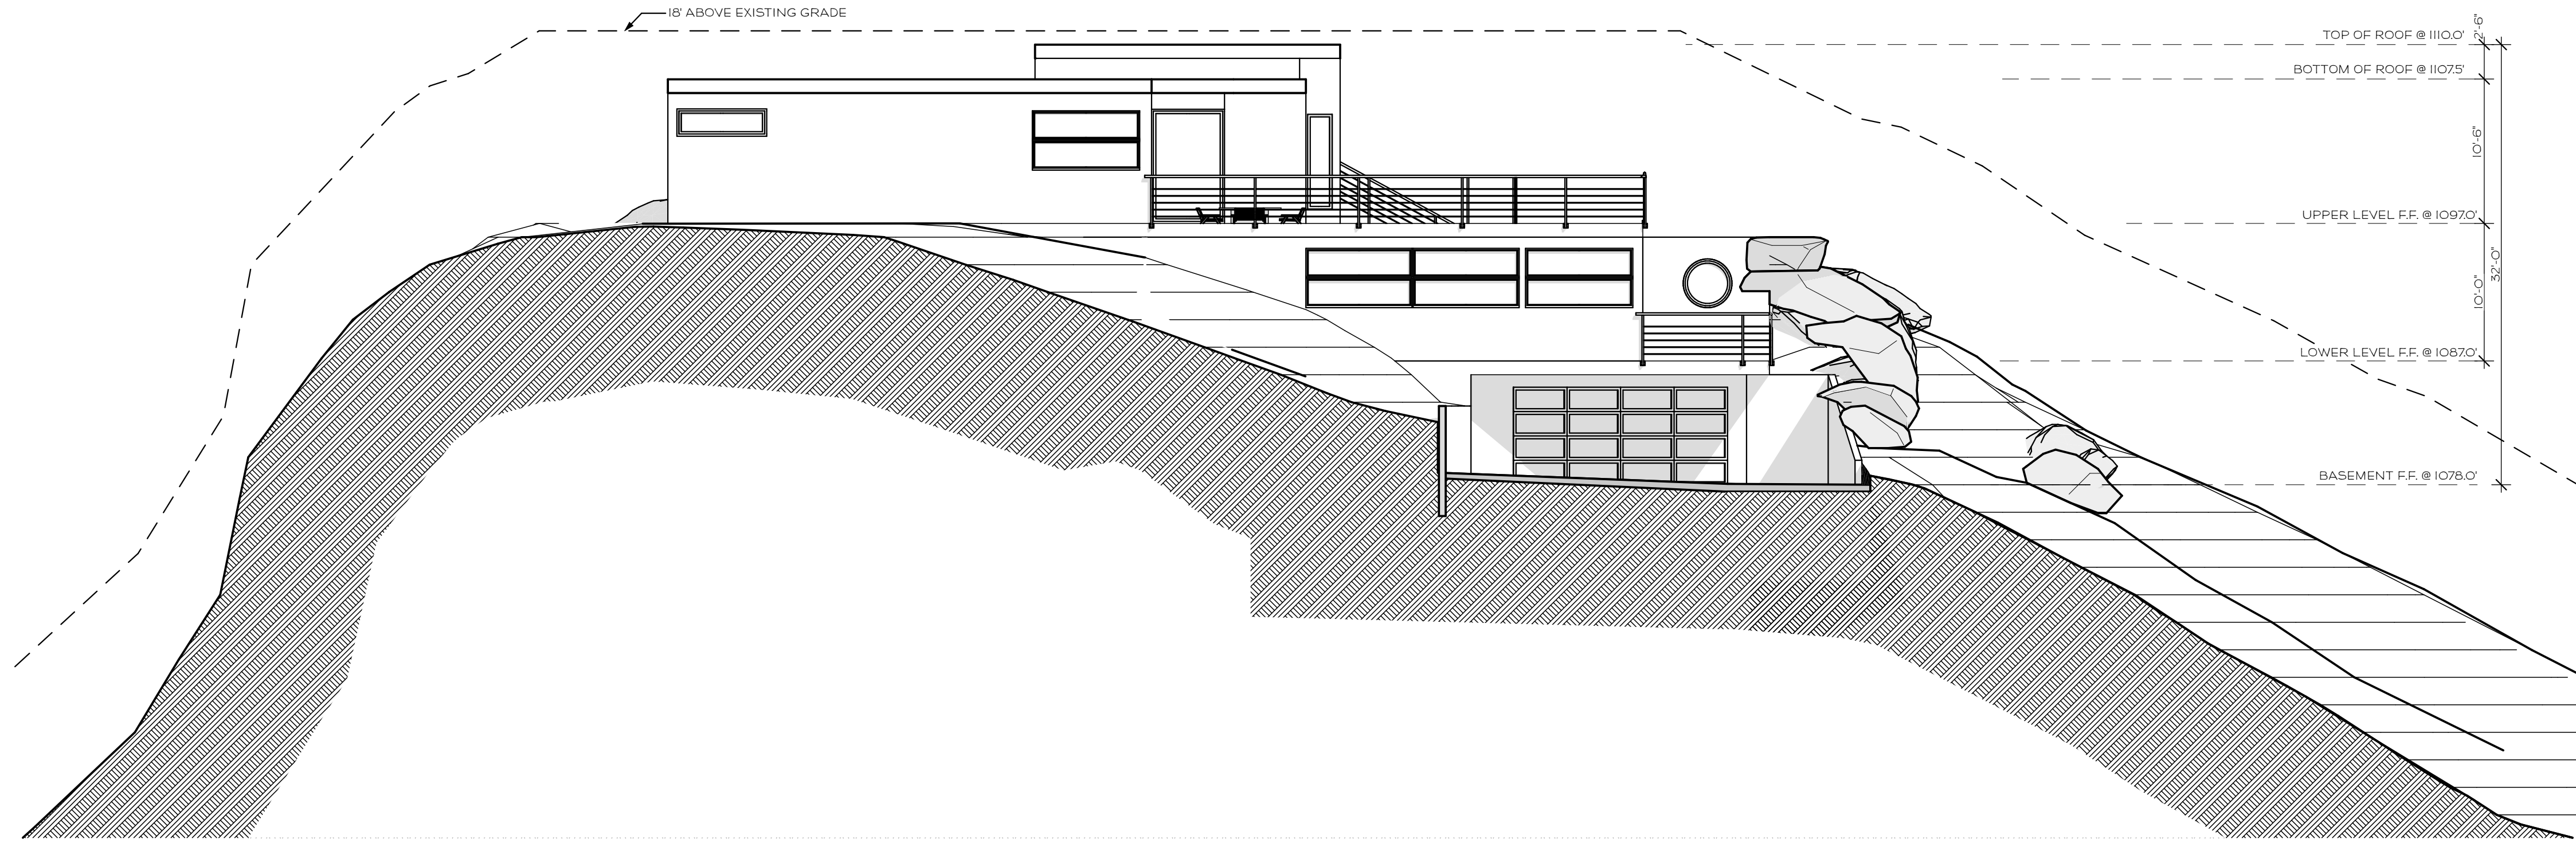 18' ABOVE EXISTING GRADE
2'-6"
TOP OF ROOF @ 1110.0'
BOTTOM OF ROOF @ 1107.5'
10'-6"
UPPER LEVEL F.F. @ 1097.0'
10'-0"
32'-0"
LOWER LEVEL F.F. @ 1087.0'
BASEMENT F.F. @ 1078.0'